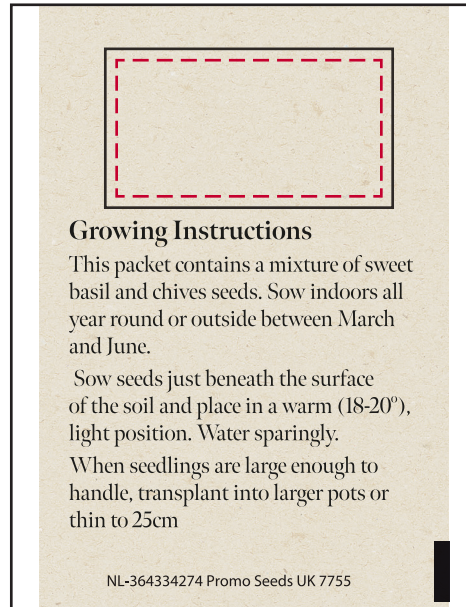 Growing Instructions
This packet contains a mixture of sweet
basil and chives seeds. Sow indoors all
year round or outside between March
and June.
Sow seeds just beneath the surface
of the soil and place in a warm (18-20°),
light position. Water sparingly.
When seedlings are large enough to
handle, transplant into larger pots or
thin to 25cm
NL-364334274 Promo Seeds UK 7755